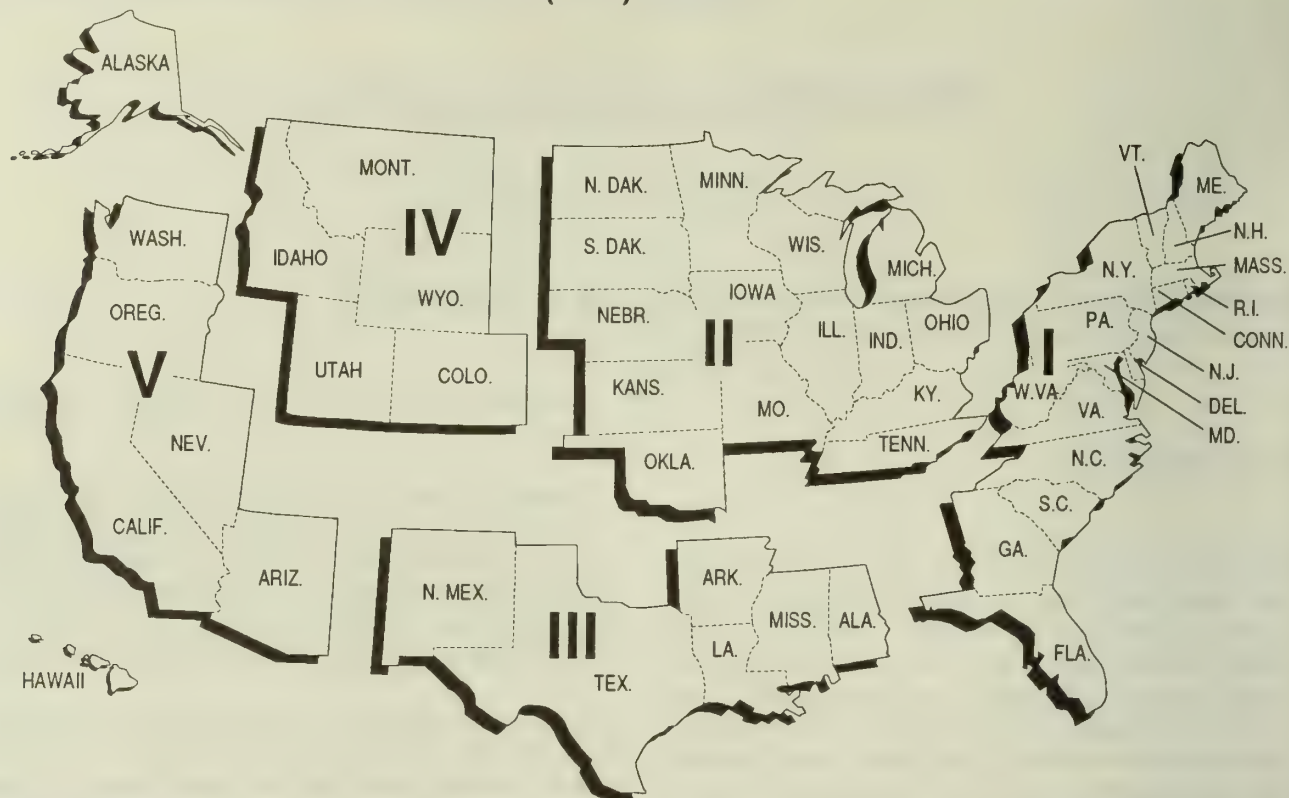 ALASKA
MONT.
IV
IDAHO
WYO.
UTAH
COLO.
WASH.
OREG.
V
NEV.
CALIF.
ARIZ.
HAWAII
N. DAK.
MINN.
S. DAK.
WIS.
MICH.
NEBR.
IOWA
II
ILL.
IND.
OHIO
KANS.
MO.
KY.
OKLA.
TENN.
N. MEX.
III
TEX.
ARK.
LA.
MISS.
ALA.
VT.
ME.
N.H.
N.Y.
MASS.
R.I.
PA.
CONN.
I
N.J.
W.VA.
DEL.
VA.
MD.
N.C.
S.C.
GA.
FLA.